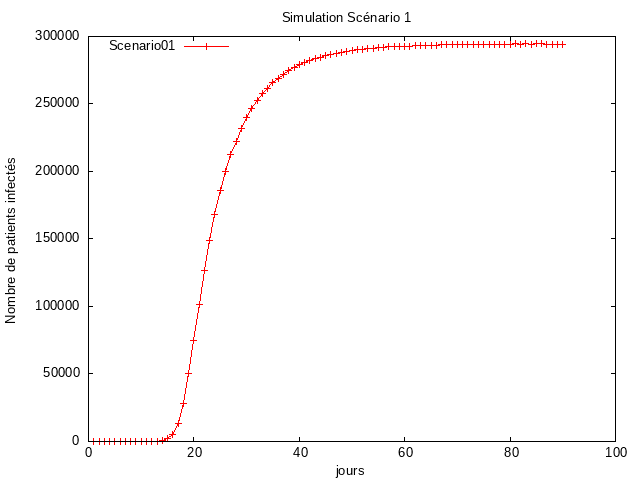 Simulation Scénario 1
300000
Scenario01
250000
200000
150000
100000
50000
0
Nombre de patients infectés
0 20 40 60 80 100
jours